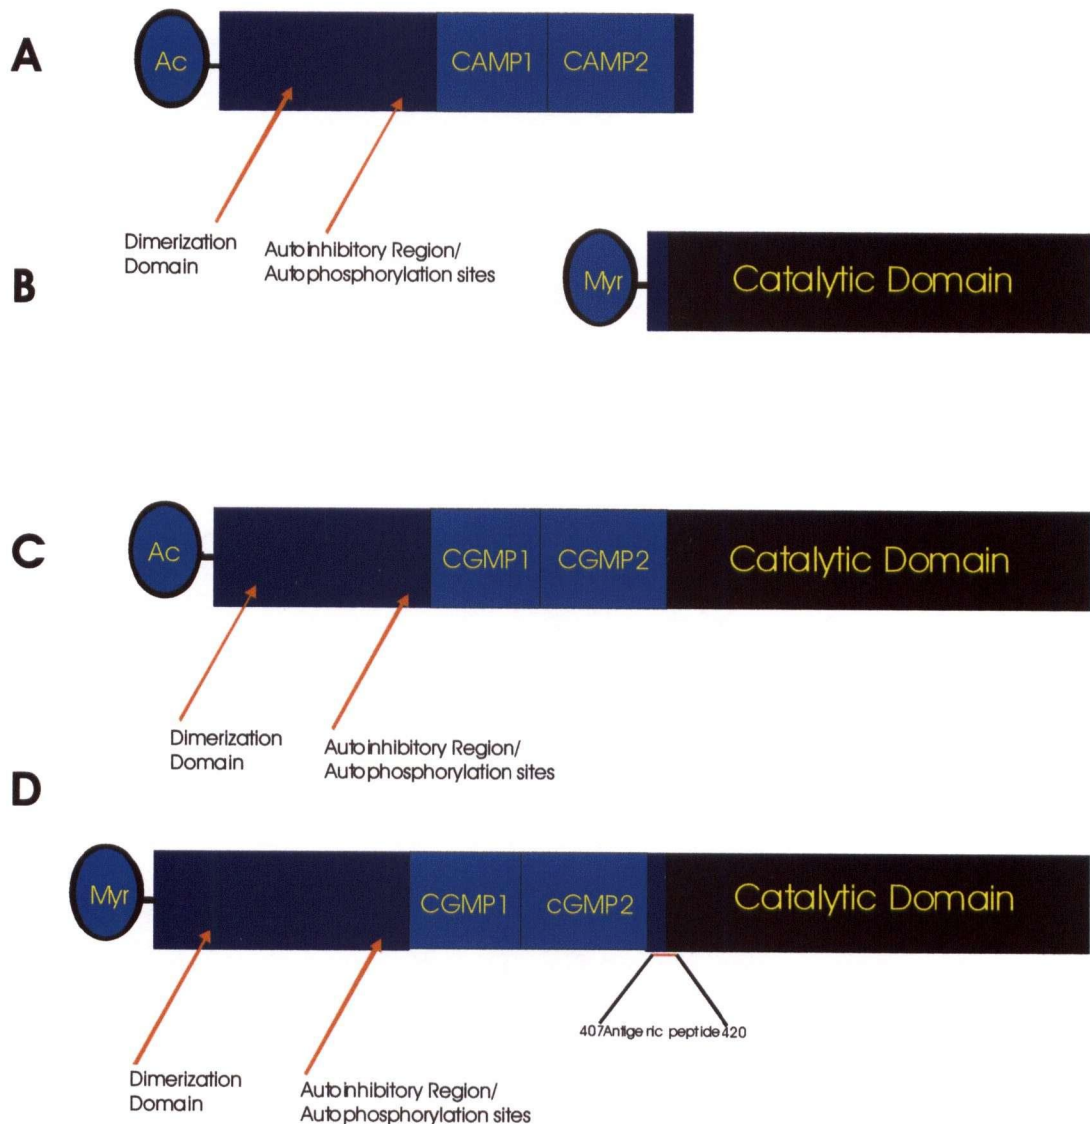 A
Ac
CAMP1
CAMP2
Dimerization
Domain
Autoinhibitory Region/
Autophosphorylation sites
B
Myr
Catalytic Domain
C
Ac
CGMP1
CGMP2
Catalytic Domain
Dimerization
Domain
Autoinhibitory Region/
Autophosphorylation sites
D
Myr
CGMP1
cGMP2
Catalytic Domain
407Antigenic peptide420
Dimerization
Domain
Autoinhibitory Region/
Autophosphorylation sites